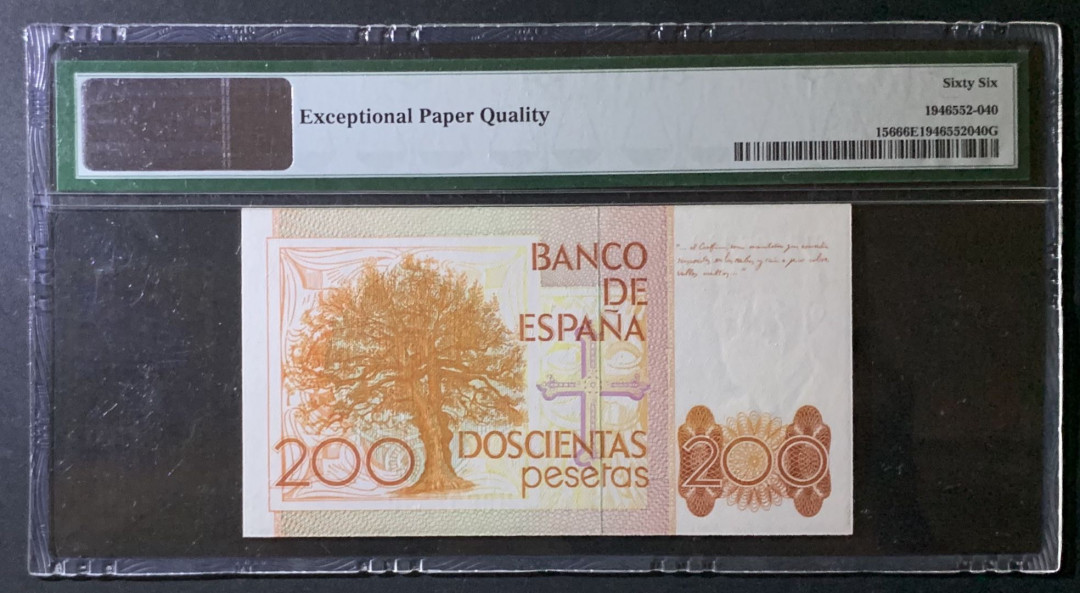 Sixty Six
Exceptional Paper Quality
1946552-040
15666E1946552040G
BANCO
DE
ESPAÑA
200
DOSCIENTAS
pesetas
200